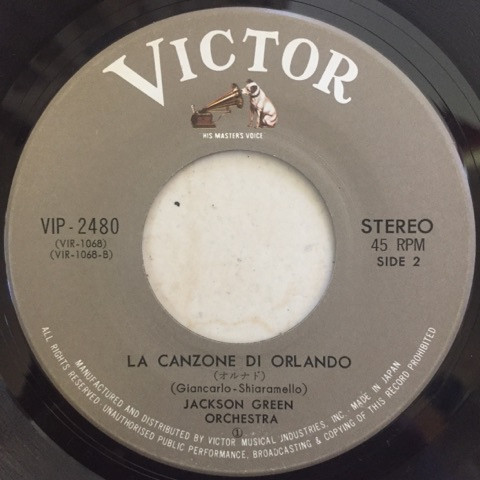 VICTOR
HIS MASTER'S VOICE
VIP-2480
(VIR-1068)
(VIR-1068-B)
STEREO
45 RPM
SIDE 2
LA CANZONE DI ORLANDO
(オルナド)
(Giancarlo-Shiaramello)
JACKSON GREEN
ORCHESTRA
①
MANUFACTURED AND DISTRIBUTED BY VICTOR MUSICAL INDUSTRIES, INC. MADE IN JAPAN
ALL RIGHTS RESERVED. UNAUTHORISED PUBLIC PERFORMANCE, BROADCASTING & COPYING OF THIS RECORD PROHIBITED